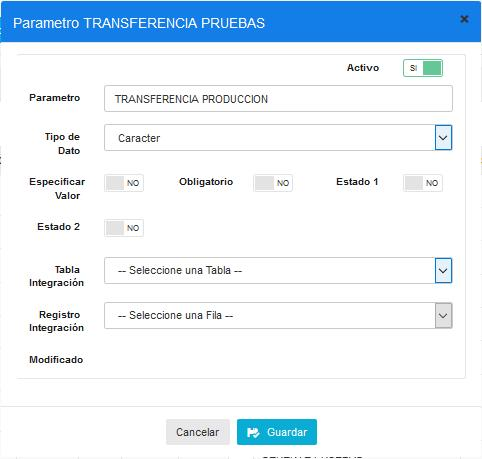 Parametro TRANSFERENCIA PRUEBAS
×
Activo
SI
Parametro
TRANSFERENCIA PRODUCCION
Tipo de
Dato
Caracter
Especificar
Valor
NO
Obligatorio
NO
Estado 1
NO
Estado 2
NO
Tabla
Integración
-- Seleccione una Tabla --
Registro
Integración
-- Seleccione una Fila --
Modificado
Cancelar
Guardar